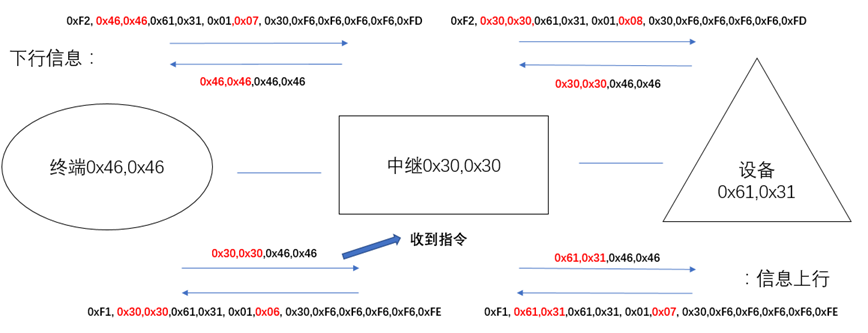 0xF2, 0x46,0x46,0x61,0x31, 0x01,0x07, 0x30,0xF6,0xF6,0xF6,0xF6,0xFD
0xF2, 0x30,0x30,0x61,0x31, 0x01,0x08, 0x30,0xF6,0xF6,0xF6,0xF6,0xFD
下行信息：
0x46,0x46,0x46,0x46
0x30,0x30,0x46,0x46
终端0x46,0x46
中继0x30,0x30
设备
0x61,0x31
收到指令
0x30,0x30,0x46,0x46
0x61,0x31,0x46,0x46
：信息上行
0xF1, 0x30,0x30,0x61,0x31, 0x01,0x06, 0x30,0xF6,0xF6,0xF6,0xF6,0xFE
0xF1, 0x61,0x31,0x61,0x31, 0x01,0x07, 0x30,0xF6,0xF6,0xF6,0xF6,0xFE